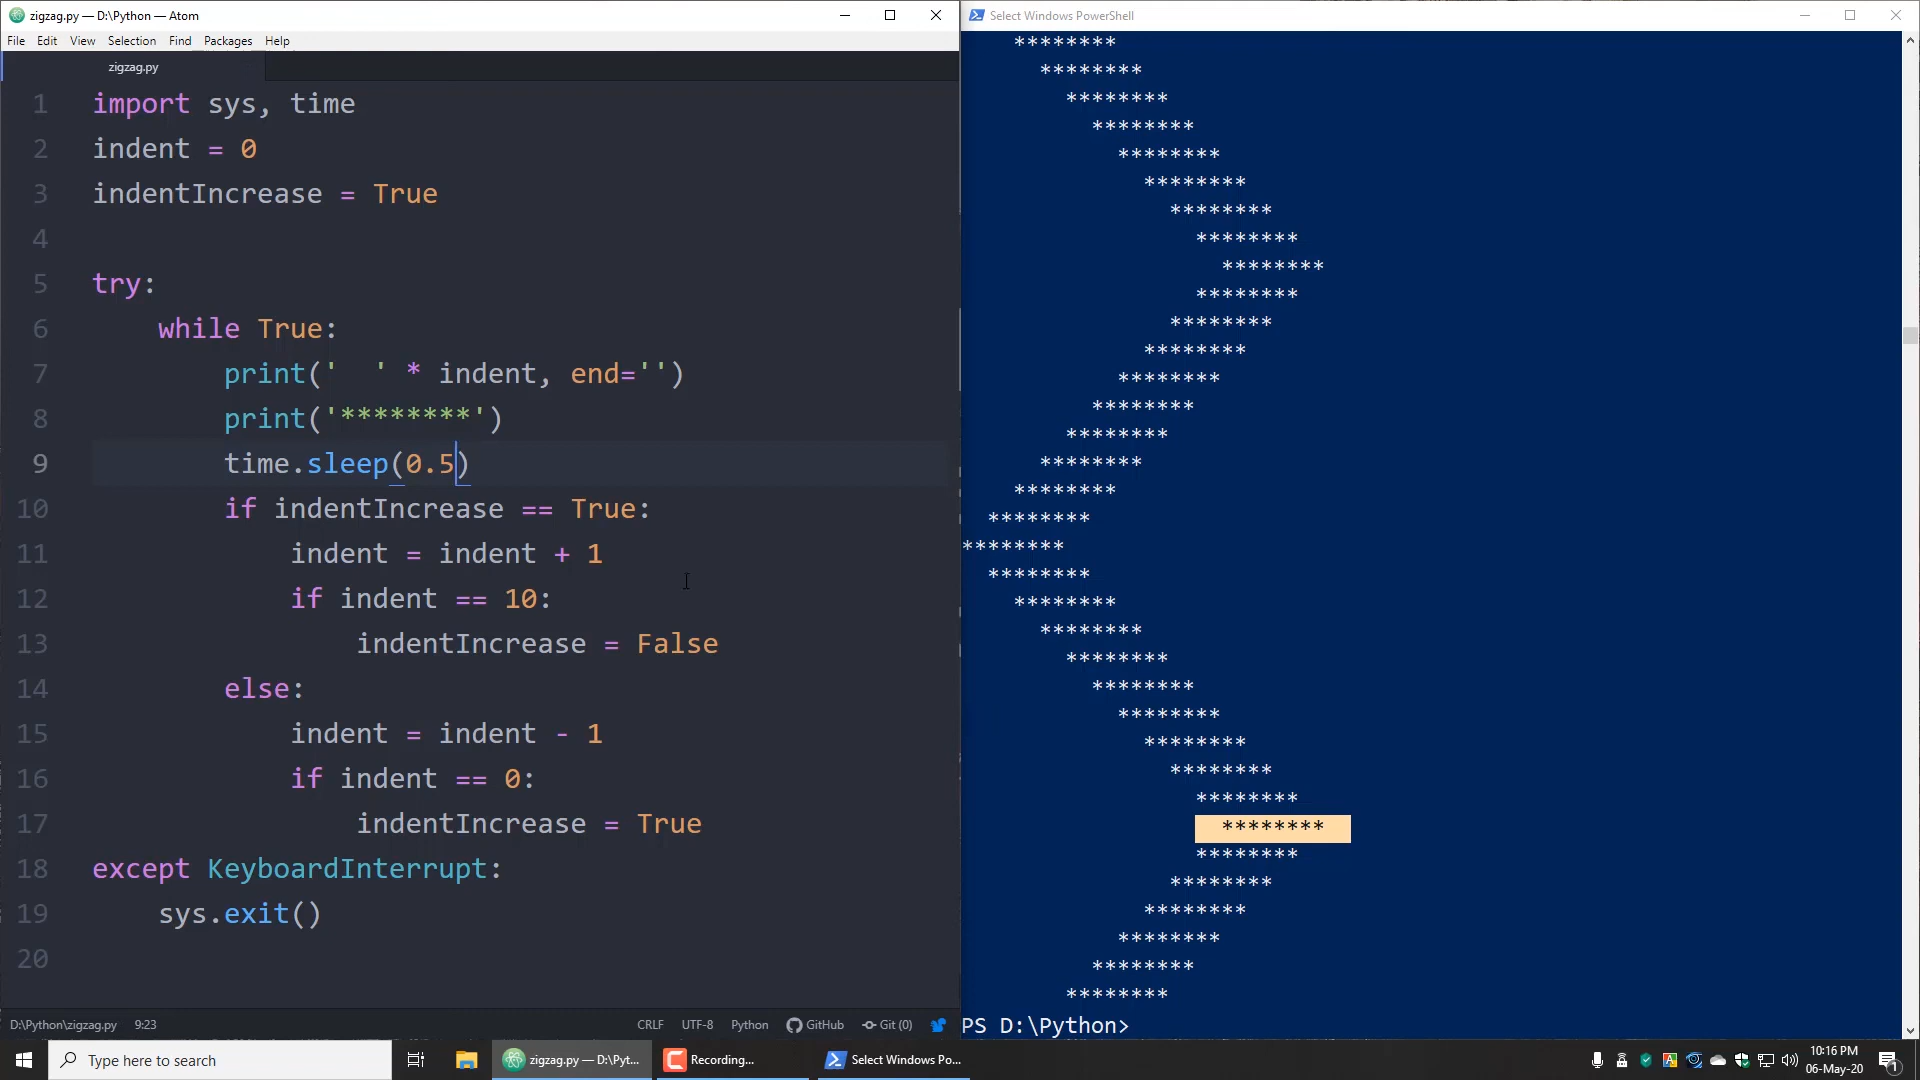 zigzag.py — D:\Python — Atom
File Edit View Selection Find Packages Help
zigzag.py
1 import sys, time
2 indent = 0
3 indentIncrease = True
4
5 try:
6     while True:
7         print('  ' * indent, end='')
8         print('********')
9         time.sleep(0.5)
10         if indentIncrease == True:
11             indent = indent + 1
12             if indent == 10:
13                 indentIncrease = False
14         else:
15             indent = indent - 1
16             if indent == 0:
17                 indentIncrease = True
18 except KeyboardInterrupt:
19     sys.exit()
20
D:\Python\zigzag.py 9:23 CRLF UTF-8 Python GitHub Git (0)
Select Windows PowerShell
    ********
      ********
        ********
          ********
            ********
              ********
                ********
                  ********
                    ********
                  ********
                ********
              ********
            ********
          ********
        ********
      ********
    ********
  ********
********
  ********
    ********
      ********
        ********
          ********
            ********
              ********
                ********
                  ********
                    ********
                  ********
                ********
              ********
            ********
          ********
        ********
PS D:\Python>
Type here to search
zigzag.py — D:\Pyt...
Recording...
Select Windows Po...
10:16 PM
06-May-20
1